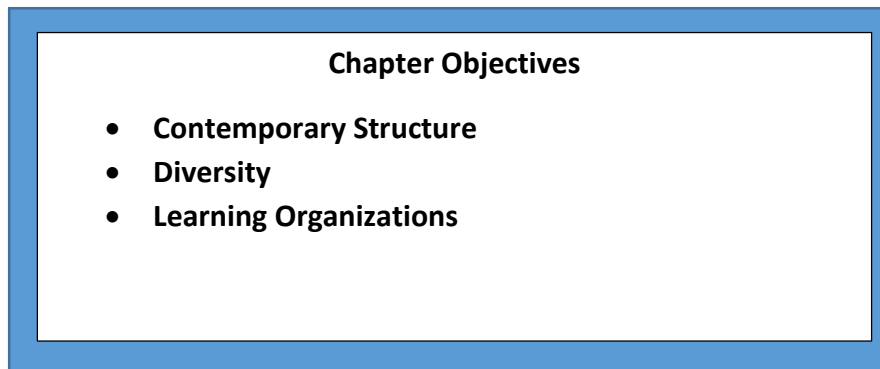 Chapter Objectives
• Contemporary Structure
• Diversity
• Learning Organizations